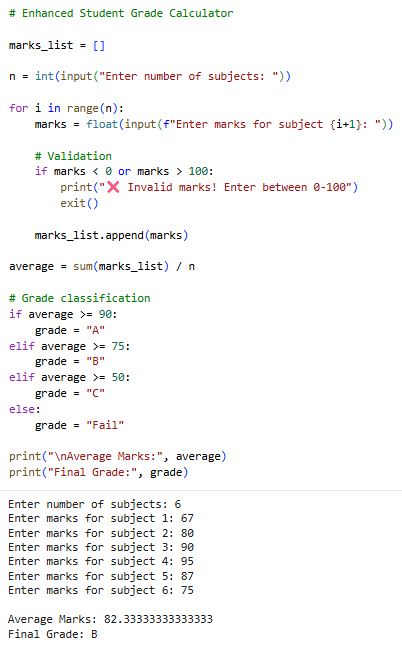 # Enhanced Student Grade Calculator

marks_list = []

n = int(input("Enter number of subjects: "))

for i in range(n):
    marks = float(input(f"Enter marks for subject {i+1}: "))

    # Validation
    if marks < 0 or marks > 100:
        print("❌ Invalid marks! Enter between 0-100")
        exit()

    marks_list.append(marks)

average = sum(marks_list) / n

# Grade classification
if average >= 90:
    grade = "A"
elif average >= 75:
    grade = "B"
elif average >= 50:
    grade = "C"
else:
    grade = "Fail"

print("\nAverage Marks:", average)
print("Final Grade:", grade)

Enter number of subjects: 6
Enter marks for subject 1: 67
Enter marks for subject 2: 80
Enter marks for subject 3: 90
Enter marks for subject 4: 95
Enter marks for subject 5: 87
Enter marks for subject 6: 75

Average Marks: 82.33333333333333
Final Grade: B